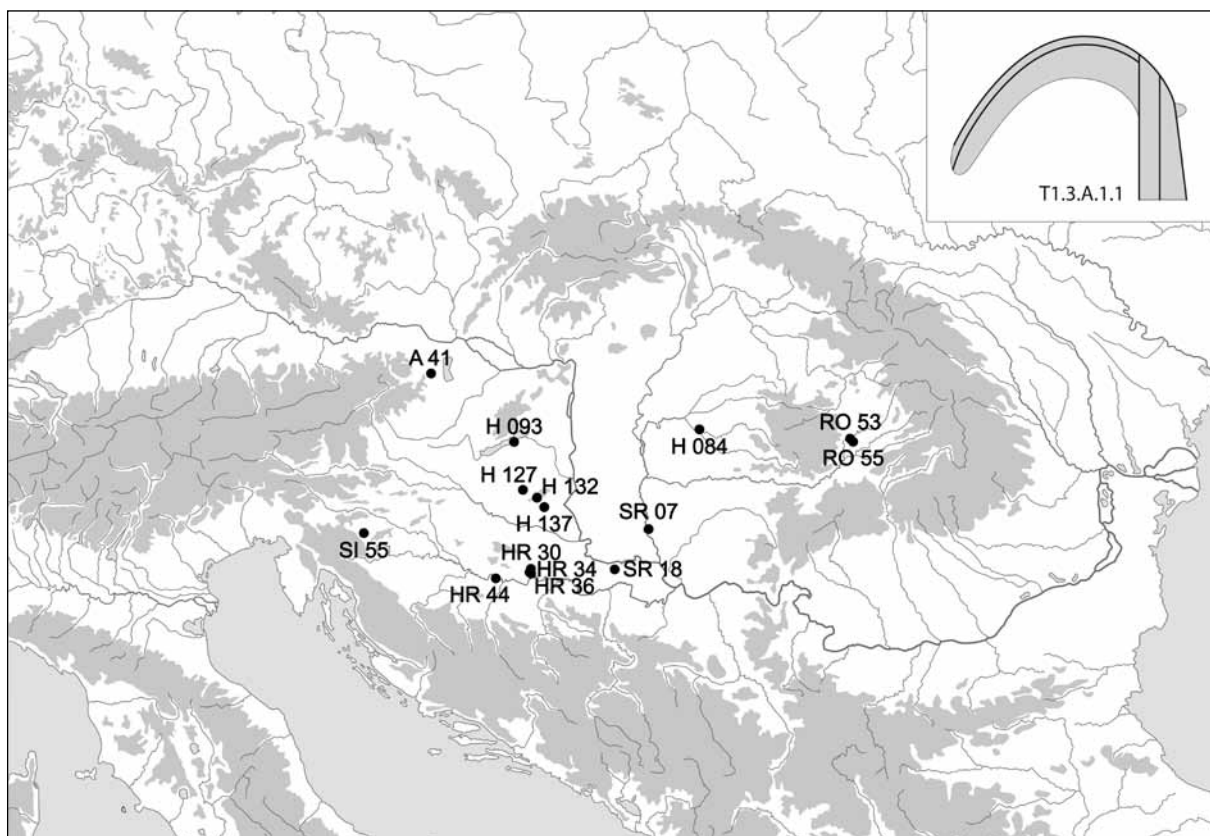 T1.3.A.1.1
A 41
H 093
H 084
RO 53
RO 55
H 127
H 132
H 137
SR 07
SI 55
HR 30
HR 34
SR 18
HR 44
HR 36